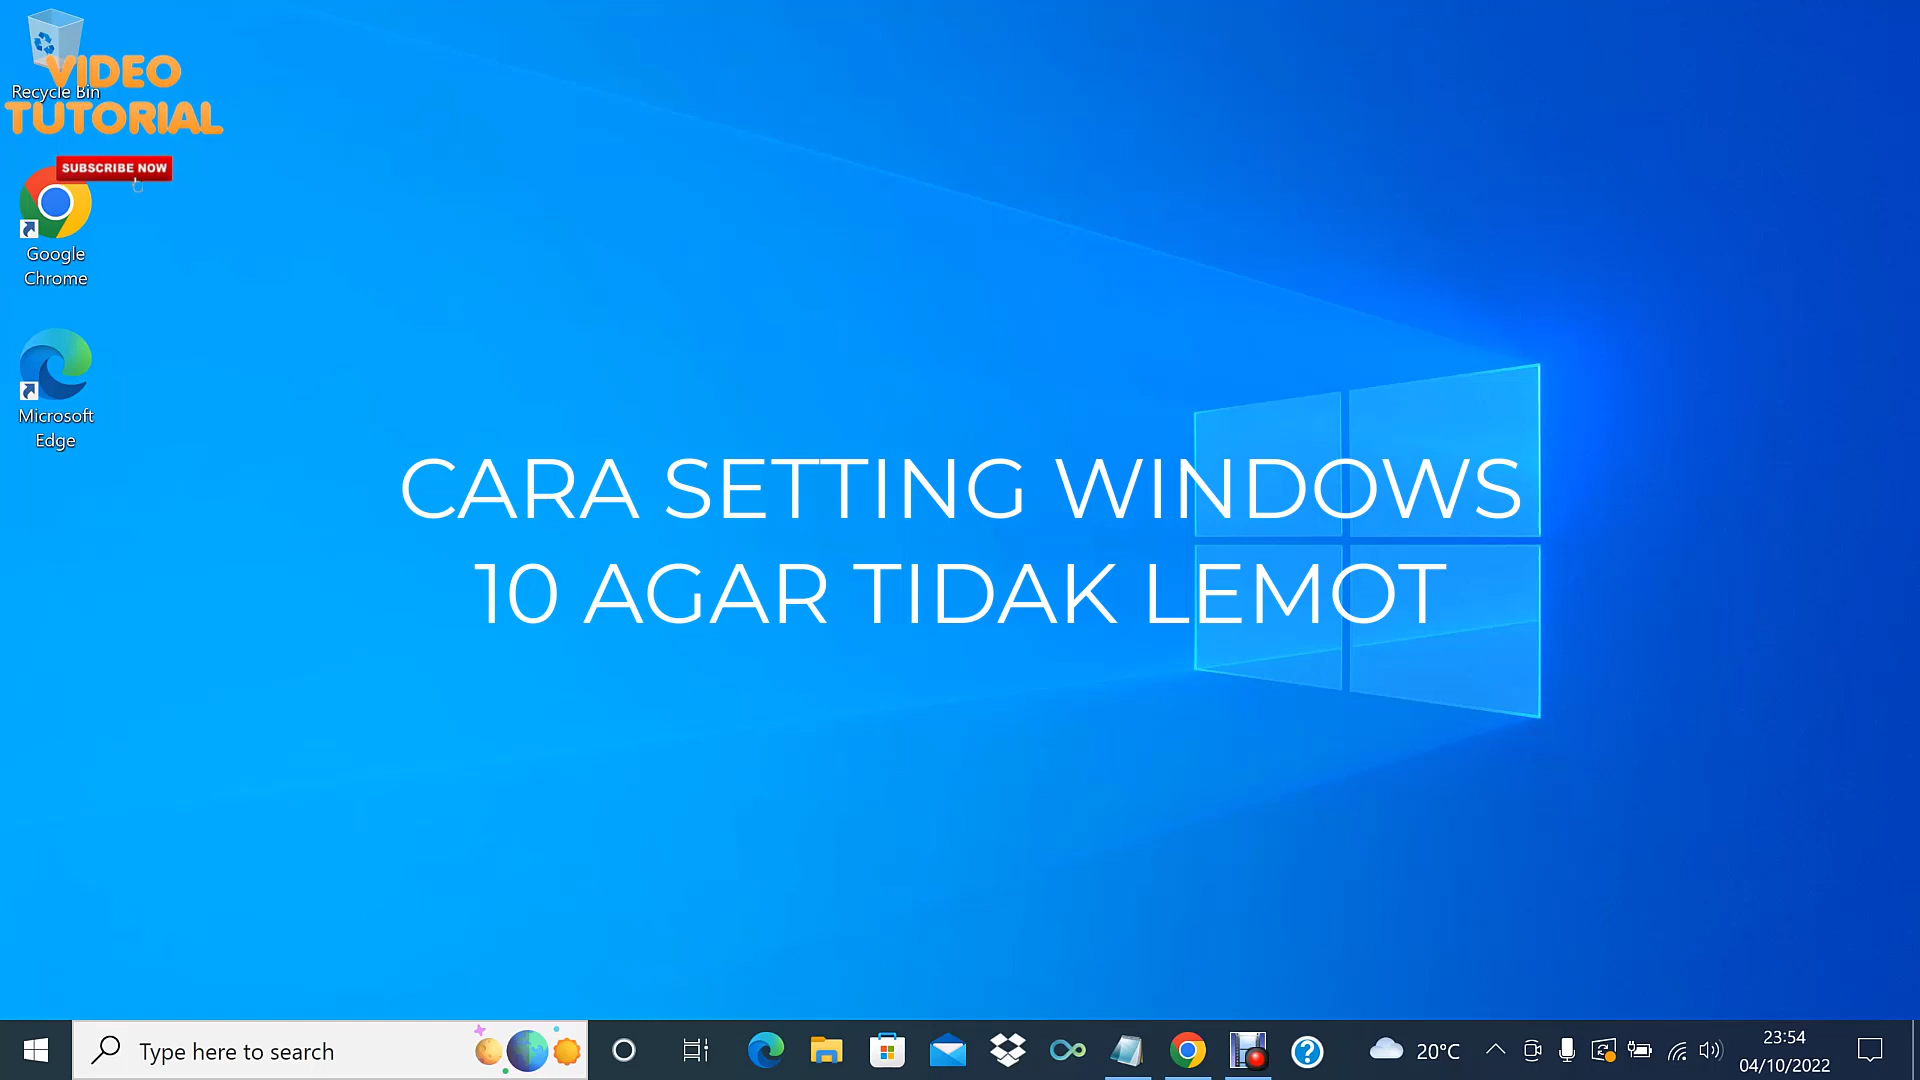 VIDEO
Recycle Bin
TUTORIAL
SUBSCRIBE NOW
Google
Chrome
Microsoft
Edge
CARA SETTING WINDOWS
10 AGAR TIDAK LEMOT
Type here to search
20°C
23:54
04/10/2022